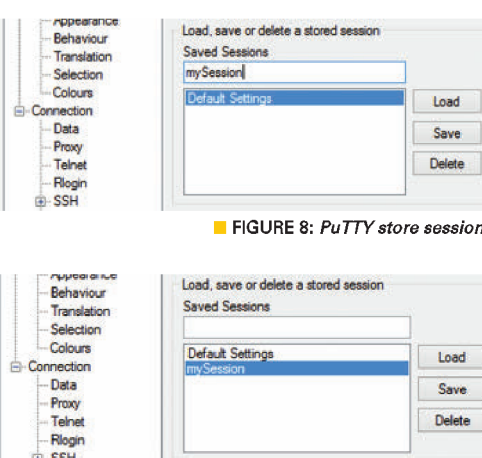 Appearance
Behaviour
Translation
Selection
Colours
Connection
Data
Proxy
Telnet
Rlogin
SSH
Load, save or delete a stored session
Saved Sessions
mySession
Default Settings
Load
Save
Delete
FIGURE 8: PuTTY store session
Appearance
Behaviour
Translation
Selection
Colours
Connection
Data
Proxy
Telnet
Rlogin
SSH
Load, save or delete a stored session
Saved Sessions
Default Settings
mySession
Load
Save
Delete